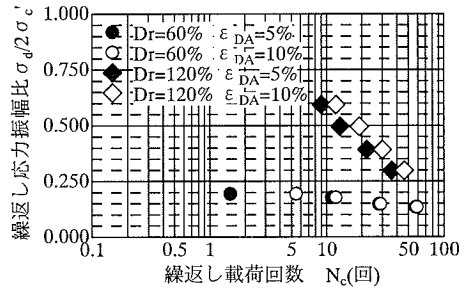 繰返し応力振幅比 σd/2σc'
1.000
0.750
0.500
0.250
0.000
Dr=60% εDA=5%
Dr=60% εDA=10%
Dr=120% εDA=5%
Dr=120% εDA=10%
0.1 0.5 1 5 10 50 100
繰返し載荷回数 Nc(回)